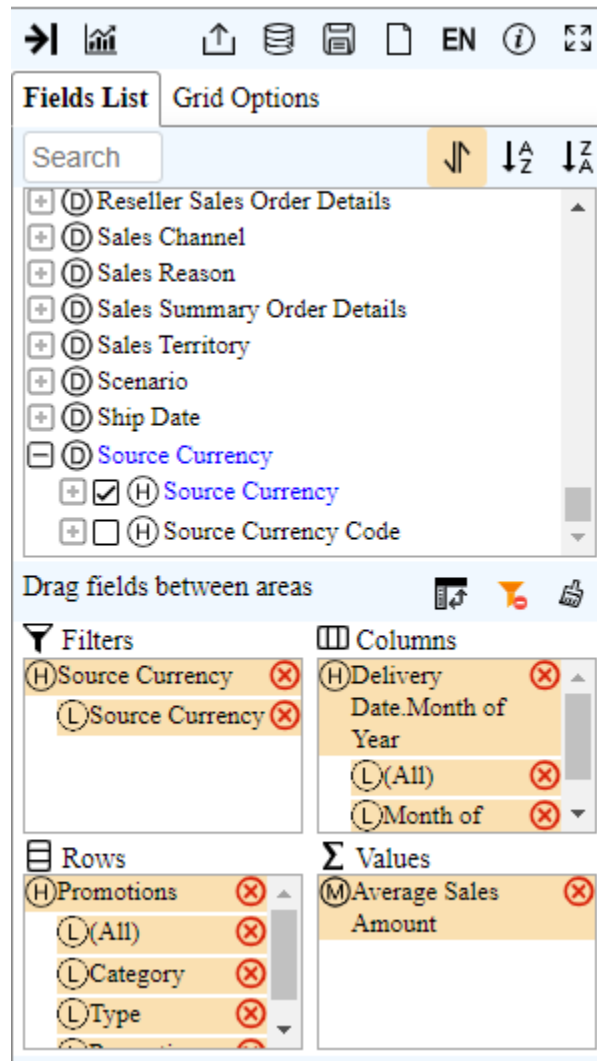 EN
Fields List Grid Options
Search
A
Z
Z
A
D Reseller Sales Order Details
D Sales Channel
D Sales Reason
D Sales Summary Order Details
D Sales Territory
D Scenario
D Ship Date
D Source Currency
H Source Currency
H Source Currency Code
Drag fields between areas
Filters
H Source Currency
L Source Currency
Columns
H Delivery
Date.Month of
Year
L (All)
L Month of
Rows
H Promotions
L (All)
L Category
L Type
Σ Values
M Average Sales
Amount